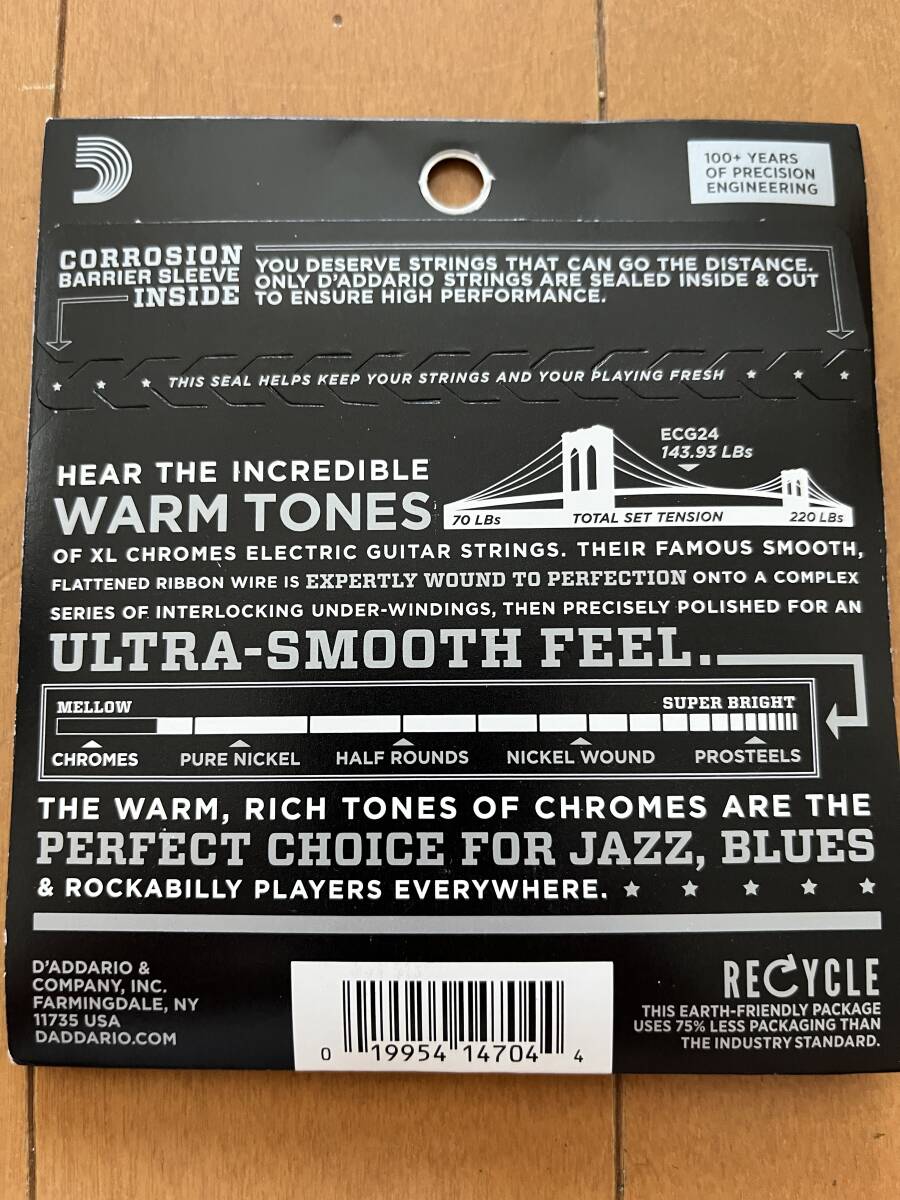 100+ YEARS
OF PRECISION
ENGINEERING
CORROSION
BARRIER SLEEVE
INSIDE
YOU DESERVE STRINGS THAT CAN GO THE DISTANCE.
ONLY D'ADDARIO STRINGS ARE SEALED INSIDE & OUT
TO ENSURE HIGH PERFORMANCE.
THIS SEAL HELPS KEEP YOUR STRINGS AND YOUR PLAYING FRESH
ECG24
143.93 LBs
70 LBs TOTAL SET TENSION 220 LBs
HEAR THE INCREDIBLE
WARM TONES
OF XL CHROMES ELECTRIC GUITAR STRINGS. THEIR FAMOUS SMOOTH,
FLATTENED RIBBON WIRE IS EXPERTLY WOUND TO PERFECTION ONTO A COMPLEX
SERIES OF INTERLOCKING UNDER-WINDINGS, THEN PRECISELY POLISHED FOR AN
ULTRA-SMOOTH FEEL.
MELLOW SUPER BRIGHT
CHROMES PURE NICKEL HALF ROUNDS NICKEL WOUND PROSTEELS
THE WARM, RICH TONES OF CHROMES ARE THE
PERFECT CHOICE FOR JAZZ, BLUES
& ROCKABILLY PLAYERS EVERYWHERE.
D'ADDARIO &
COMPANY, INC.
FARMINGDALE, NY
11735 USA
DADDARIO.COM
0 19954 14704 4
RECYCLE
THIS EARTH-FRIENDLY PACKAGE
USES 75% LESS PACKAGING THAN
THE INDUSTRY STANDARD.